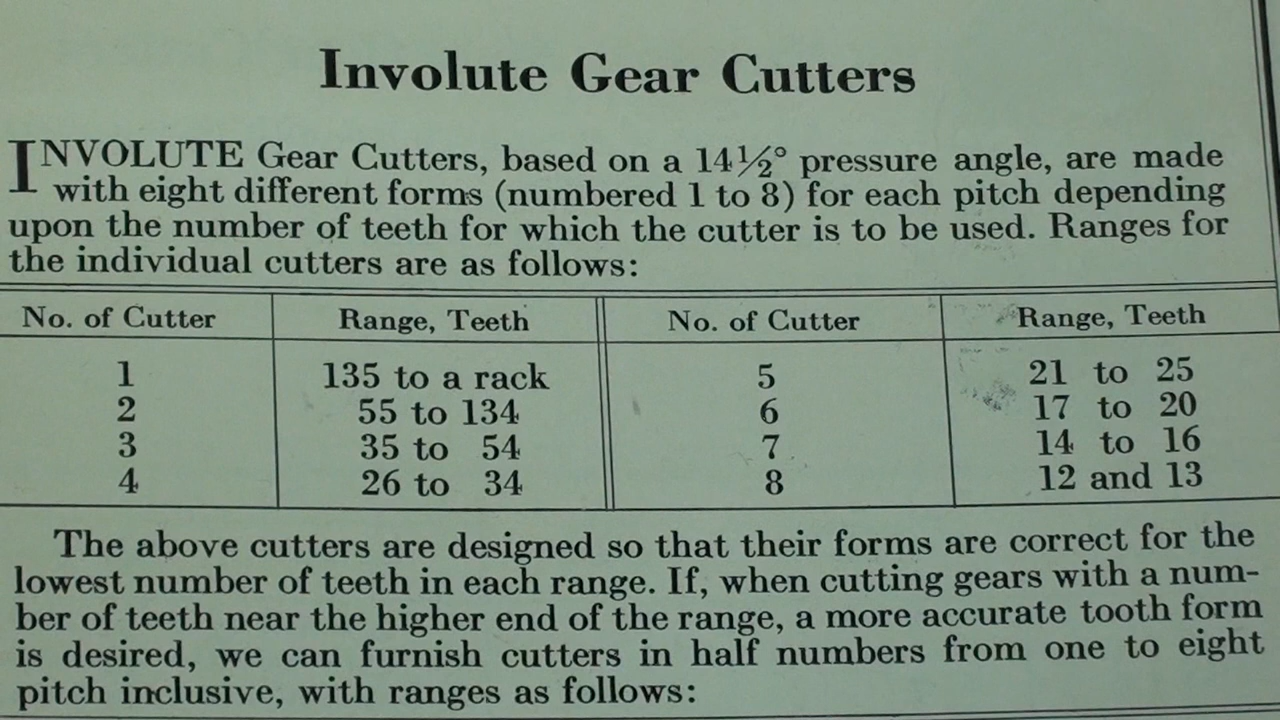 Involute Gear Cutters
INVOLUTE Gear Cutters, based on a 14½° pressure angle, are made
with eight different forms (numbered 1 to 8) for each pitch depending
upon the number of teeth for which the cutter is to be used. Ranges for
the individual cutters are as follows:
No. of Cutter Range, Teeth No. of Cutter Range, Teeth
1 135 to a rack 5 21 to 25
2 55 to 134 6 17 to 20
3 35 to 54 7 14 to 16
4 26 to 34 8 12 and 13
The above cutters are designed so that their forms are correct for the
lowest number of teeth in each range. If, when cutting gears with a num-
ber of teeth near the higher end of the range, a more accurate tooth form
is desired, we can furnish cutters in half numbers from one to eight
pitch inclusive, with ranges as follows: